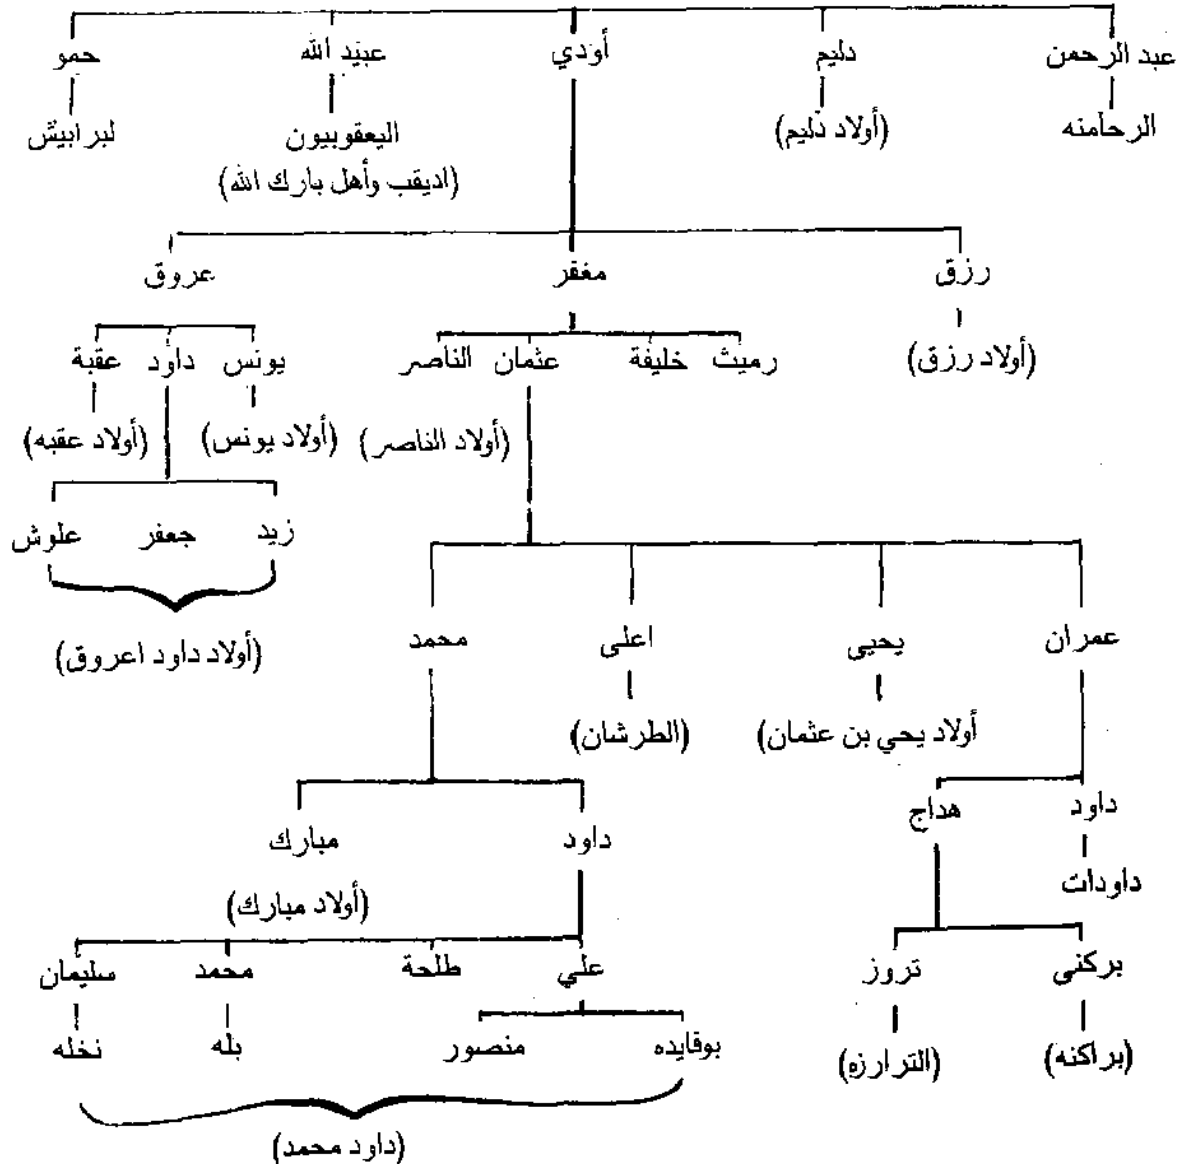 عبد الرحمن دليم أودي عبيد الله حمو
الرحامنه (أولاد دليم) اليعقوبيون لبرابيش
(اديقب وأهل بارك الله)
رزق مغفر عروق
(أولاد رزق) رميث خليفة عثمان الناصر يونس داود عقبة
(أولاد الناصر) (أولاد يونس) (أولاد عقبه)
زيد جعفر علوش
عمران يحيى اعلى محمد (أولاد داود اعروق)
أولاد يحي بن عثمان) (الطرشان)
داود هداج داود مبارك
داودات (أولاد مبارك)
بركنى تروز علي طلحة محمد سليمان
(براكنه) (الترارزه) بوفايده منصور بله نخله
(داود محمد)